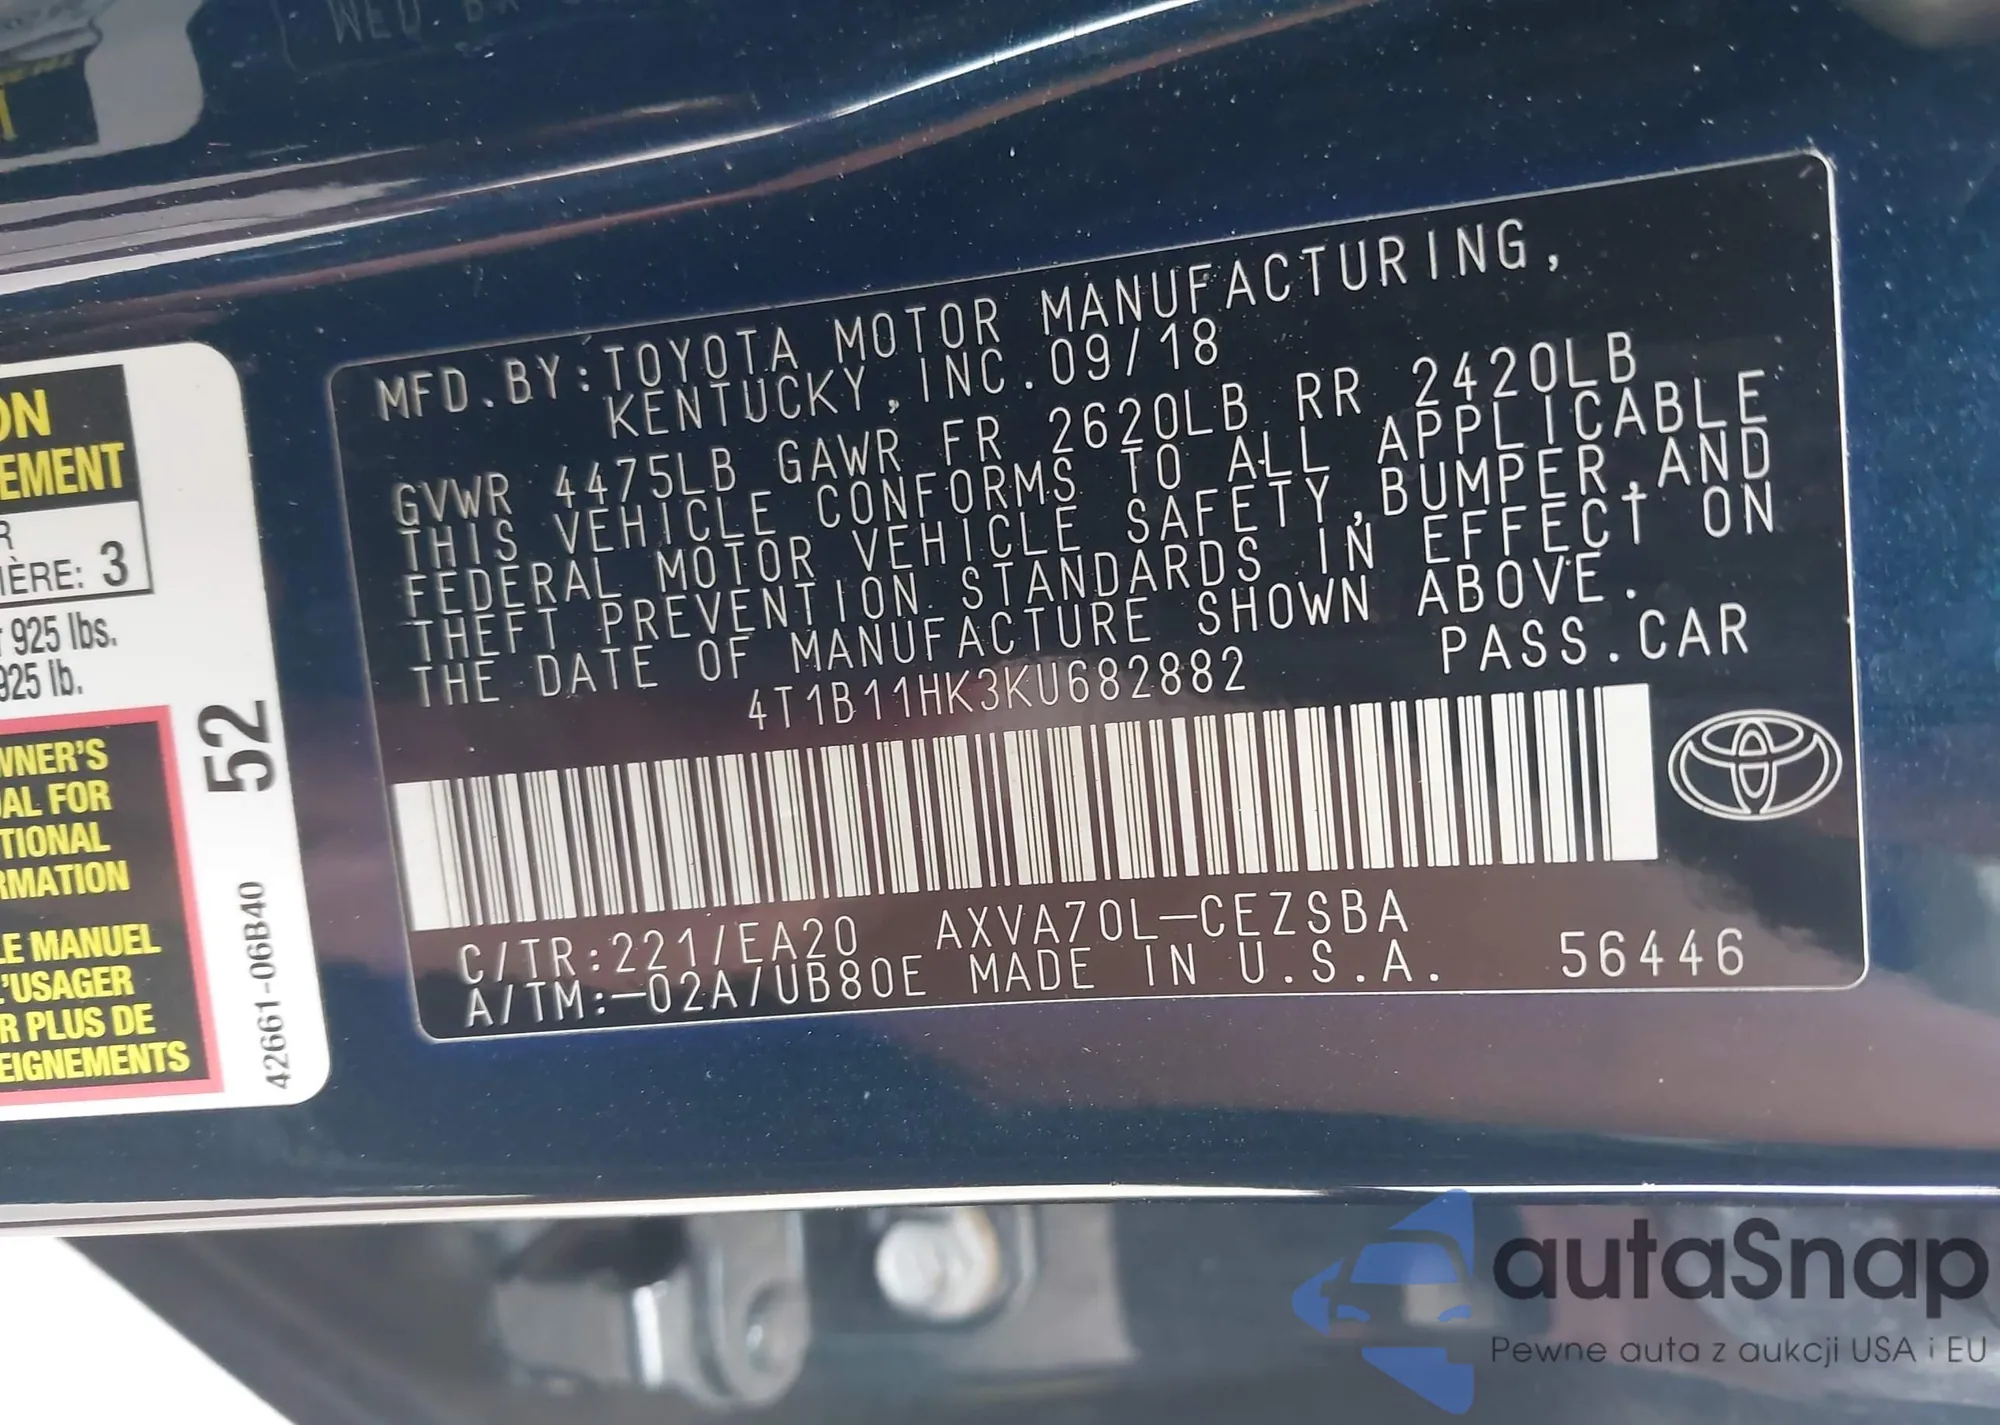 MFD.BY:TOYOTA MOTOR MANUFACTURING,
KENTUCKY,INC.09/18
GVWR 4475LB GAWR FR 2620LB RR 2420LB
THIS VEHICLE CONFORMS TO ALL APPLICABLE
FEDERAL MOTOR VEHICLE SAFETY,BUMPER,AND
THEFT PREVENTION STANDARDS IN EFFECT ON
THE DATE OF MANUFACTURE SHOWN ABOVE.
4T1B11HK3KU682882 PASS.CAR
C/TR:221/EA20 AXVA70L-CEZSBA
A/TM:-02A/UB80E MADE IN U.S.A. 56446
ON
EMENT
R
IÈRE: 3
925 lbs.
925 lb.
WNER'S
UAL FOR
TIONAL
RMATION
LE MANUEL
L'USAGER
R PLUS DE
EIGNEMENTS
52
42661-06B40
autaSnap
Pewne auta z aukcji USA i EU